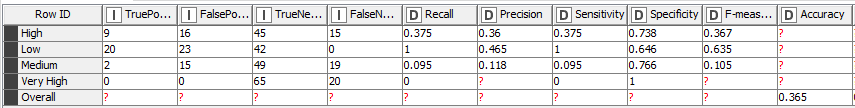 Row ID I TruePo... I FalsePo... I TrueNe... I FalseN... D Recall D Precision D Sensitivity D Specificity D F-meas... D Accuracy
High 9 16 45 15 0.375 0.36 0.375 0.738 0.367 ?
Low 20 23 42 0 1 0.465 1 0.646 0.635 ?
Medium 2 15 49 19 0.095 0.118 0.095 0.766 0.105 ?
Very High 0 0 65 20 0 ? 0 1 ? ?
Overall ? ? ? ? ? ? ? ? ? 0.365